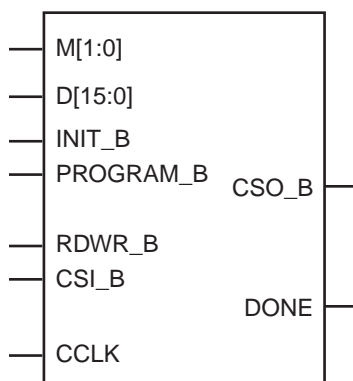 M[1:0]
D[15:0]
INIT_B
PROGRAM_B
CSO_B
RDWR_B
CSI_B
DONE
CCLK